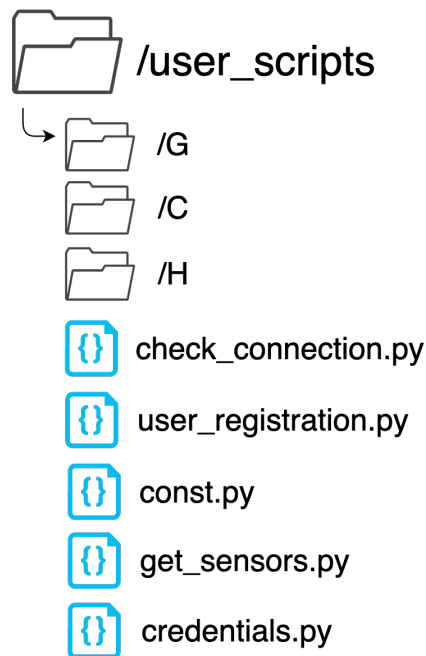 /user_scripts
/G
/C
/H
{} check_connection.py
{} user_registration.py
{} const.py
{} get_sensors.py
{} credentials.py